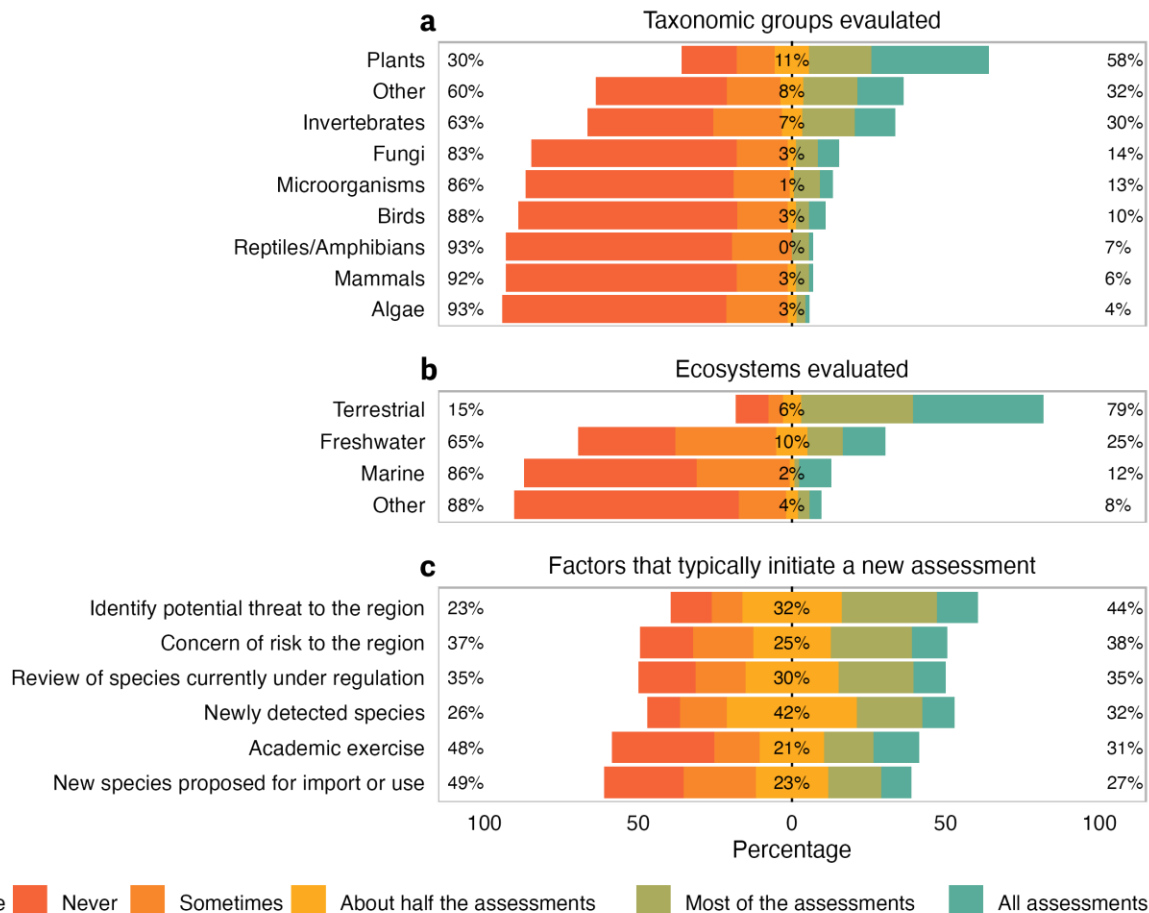 a Taxonomic groups evaulated
Plants 30% 11% 58%
Other 60% 8% 32%
Invertebrates 63% 7% 30%
Fungi 83% 3% 14%
Microorganisms 86% 1% 13%
Birds 88% 3% 10%
Reptiles/Amphibians 93% 0% 7%
Mammals 92% 3% 6%
Algae 93% 3% 4%
b Ecosystems evaluated
Terrestrial 15% 6% 79%
Freshwater 65% 10% 25%
Marine 86% 2% 12%
Other 88% 4% 8%
c Factors that typically initiate a new assessment
Identify potential threat to the region 23% 32% 44%
Concern of risk to the region 37% 25% 38%
Review of species currently under regulation 35% 30% 35%
Newly detected species 26% 42% 32%
Academic exercise 48% 21% 31%
New species proposed for import or use 49% 23% 27%
100 50 0 50 100
Percentage
e Never Sometimes About half the assessments Most of the assessments All assessments